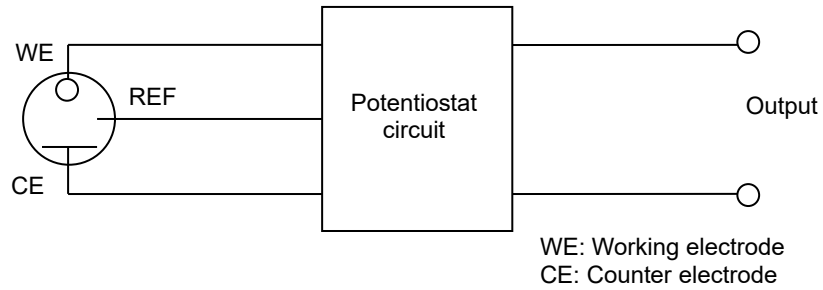 WE
REF
CE
Potentiostat
circuit
Output
WE: Working electrode
CE: Counter electrode